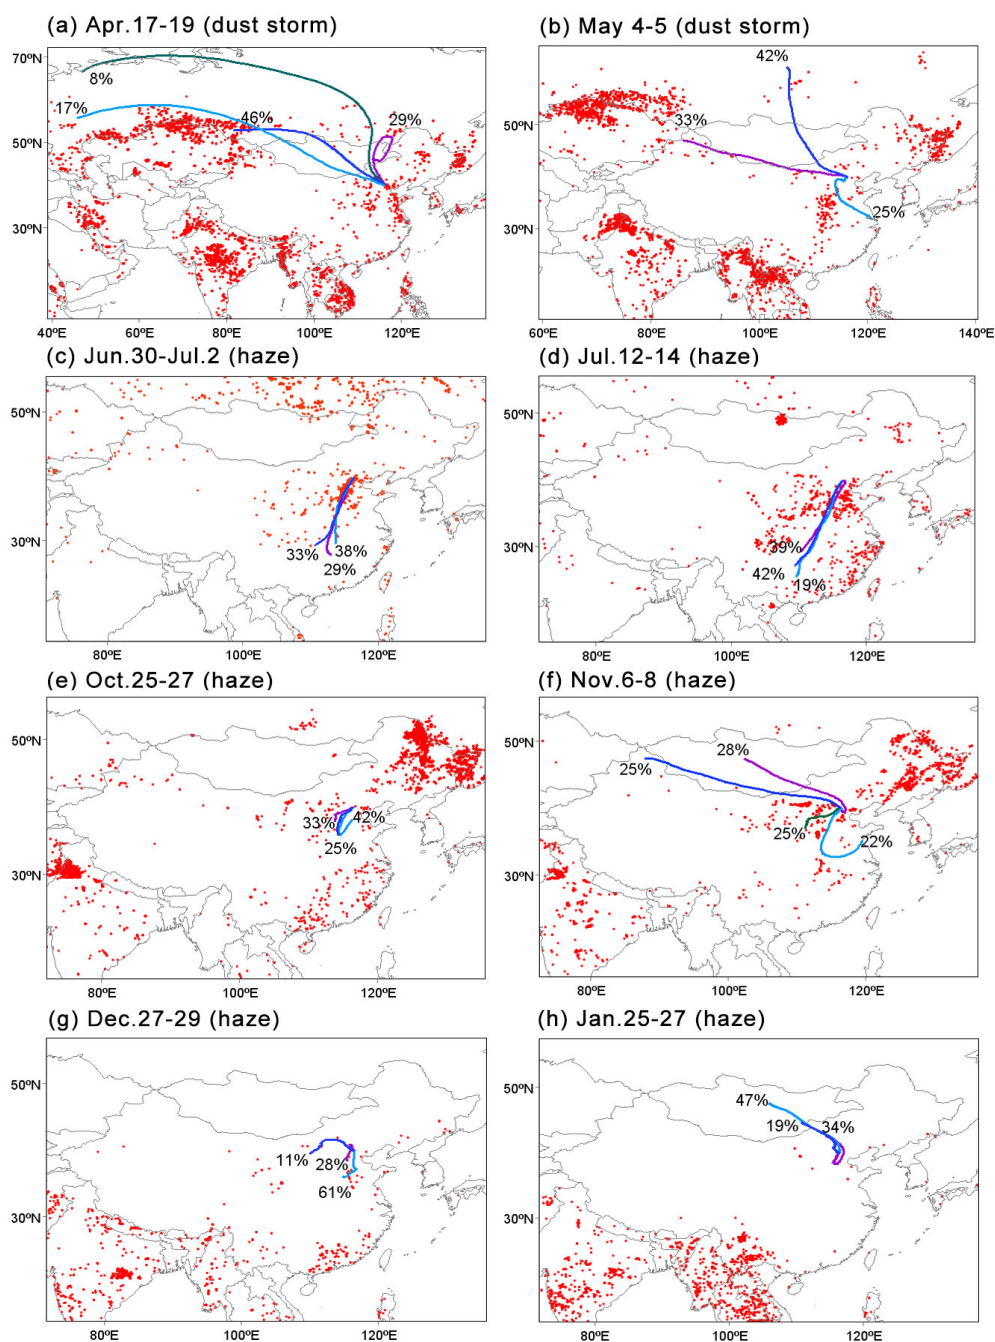 (a) Apr.17-19 (dust storm)
70ºN
8%
17%
46%
29%
50ºN
30ºN
40ºE
60ºE
80ºE
100ºE
120ºE
(b) May 4-5 (dust storm)
42%
50ºN
33%
25%
30ºN
60ºE
80ºE
100ºE
120ºE
140ºE
(c) Jun.30-Jul.2 (haze)
50ºN
30ºN
33%
38%
29%
80ºE
100ºE
120ºE
(d) Jul.12-14 (haze)
50ºN
30ºN
39%
42%
19%
80ºE
100ºE
120ºE
(e) Oct.25-27 (haze)
50ºN
33%
42%
25%
30ºN
80ºE
100ºE
120ºE
(f) Nov.6-8 (haze)
50ºN
28%
25%
25%
22%
30ºN
80ºE
100ºE
120ºE
(g) Dec.27-29 (haze)
50ºN
11%
28%
61%
30ºN
80ºE
100ºE
120ºE
(h) Jan.25-27 (haze)
50ºN
47%
19%
34%
30ºN
80ºE
100ºE
120ºE